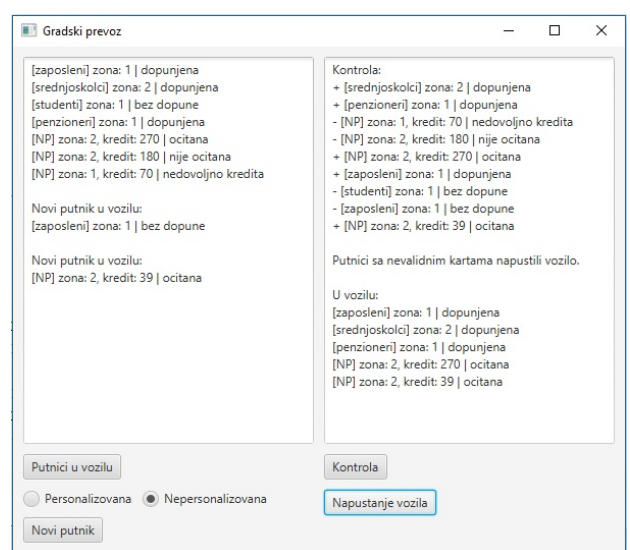 Gradski prevoz
[zaposleni] zona: 1 | dopunjena
[srednjoskolci] zona: 2 | dopunjena
[studenti] zona: 1 | bez dopune
[penzioneri] zona: 1 | dopunjena
[NP] zona: 2, kredit: 270 | ocitana
[NP] zona: 2, kredit: 180 | nije ocitana
[NP] zona: 1, kredit: 70 | nedovoljno kredita
Novi putnik u vozilu:
[zaposleni] zona: 1 | bez dopune
Novi putnik u vozilu:
[NP] zona: 2, kredit: 39 | ocitana
Kontrola:
+ [srednjoskolci] zona: 2 | dopunjena
+ [penzioneri] zona: 1 | dopunjena
- [NP] zona: 1, kredit: 70 | nedovoljno kredita
- [NP] zona: 2, kredit: 180 | nije ocitana
+ [NP] zona: 2, kredit: 270 | ocitana
+ [zaposleni] zona: 1 | dopunjena
- [studenti] zona: 1 | bez dopune
- [zaposleni] zona: 1 | bez dopune
+ [NP] zona: 2, kredit: 39 | ocitana
Putnici sa nevalidnim kartama napustili vozilo.
U vozilu:
[zaposleni] zona: 1 | dopunjena
[srednjoskolci] zona: 2 | dopunjena
[penzioneri] zona: 1 | dopunjena
[NP] zona: 2, kredit: 270 | ocitana
[NP] zona: 2, kredit: 39 | ocitana
Putnici u vozilu
Kontrola
Personalizovana
Nepersonalizovana
Napustanje vozila
Novi putnik